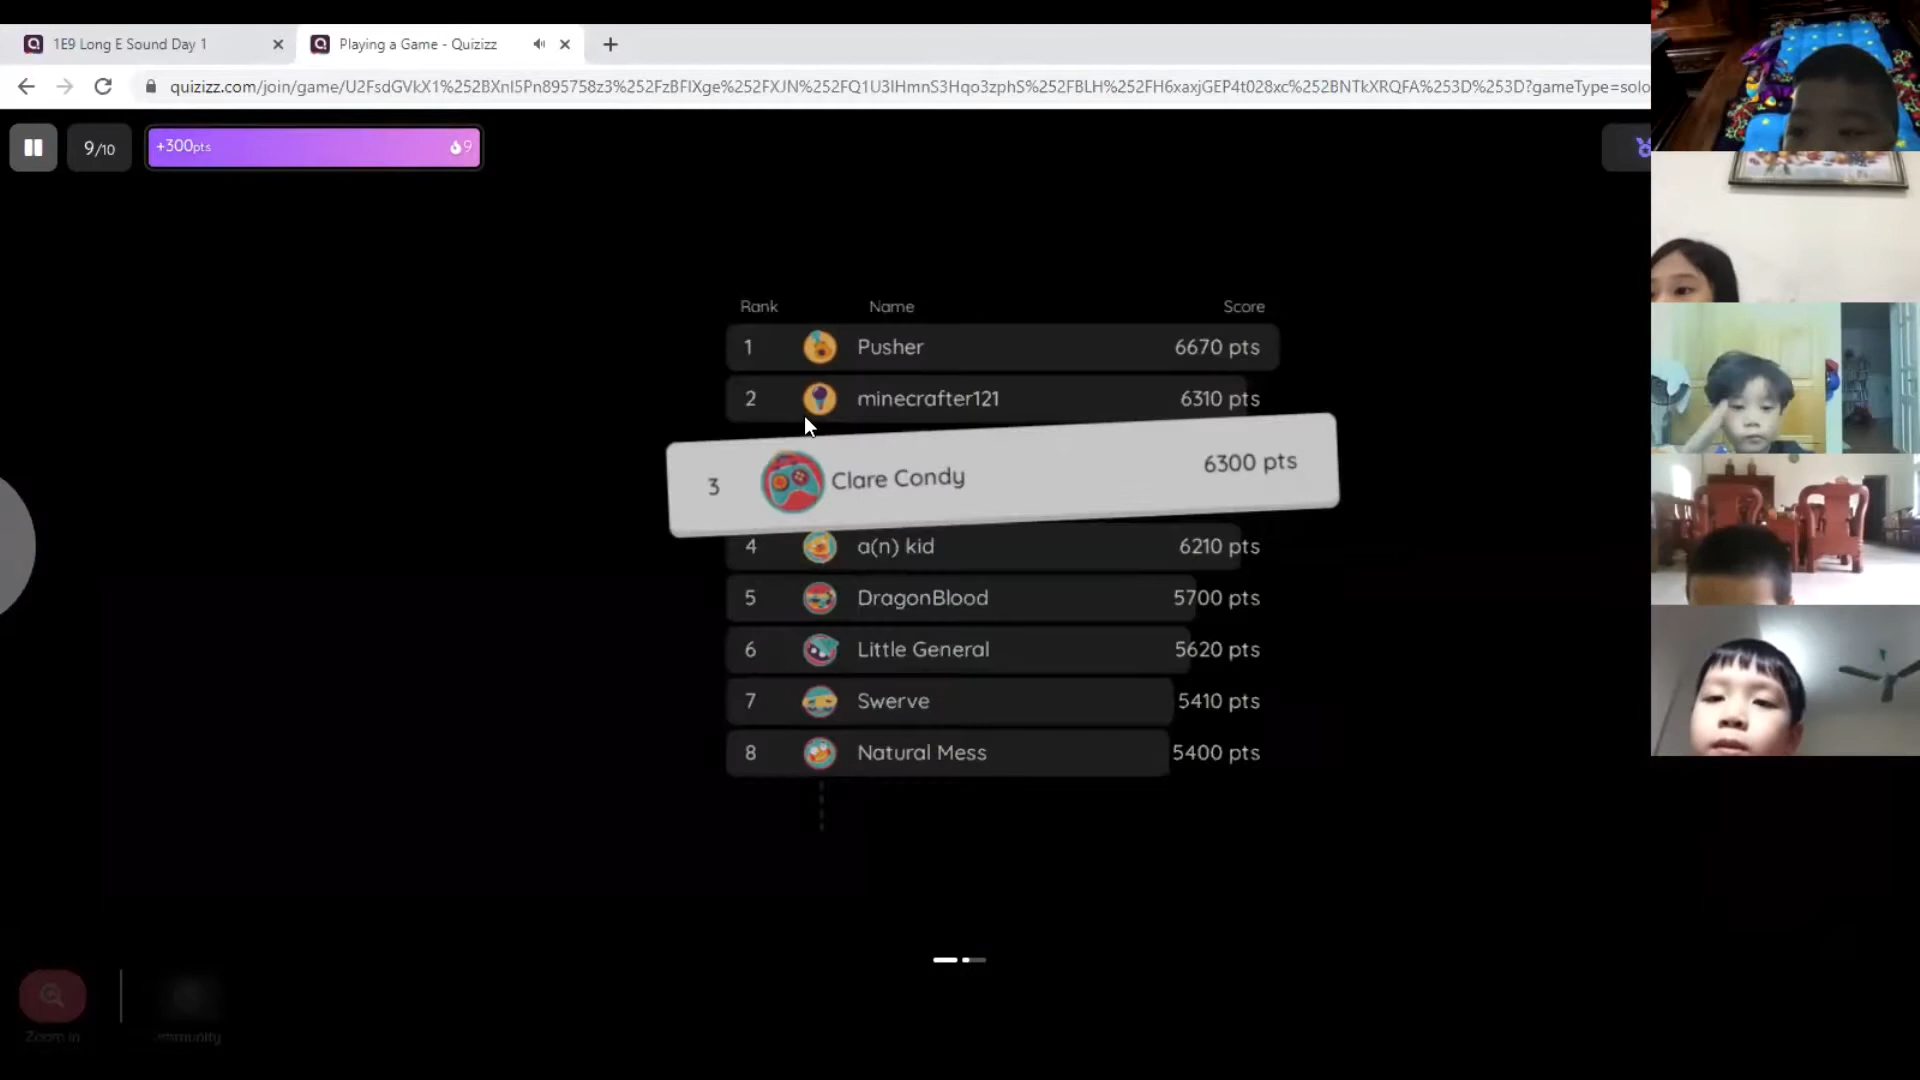 1E9 Long E Sound Day 1
Playing a Game - Quizizz
quizizz.com/join/game/U2FsdGVkX1%252BXnI5Pn895758z3%252FzBFIXge%252FXJN%252FQ1U3IHmnS3Hqo3zphS%252FBLH%252FH6xaxjGEP4t028xc%252BNTkXRQFA%253D%253D?gameType=solo
9/10
+300pts
9
Rank Name Score
1 Pusher 6670 pts
2 minecrafter121 6310 pts
3 Clare Condy 6300 pts
4 a(n) kid 6210 pts
5 DragonBlood 5700 pts
6 Little General 5620 pts
7 Swerve 5410 pts
8 Natural Mess 5400 pts
Zoom in
mmunity